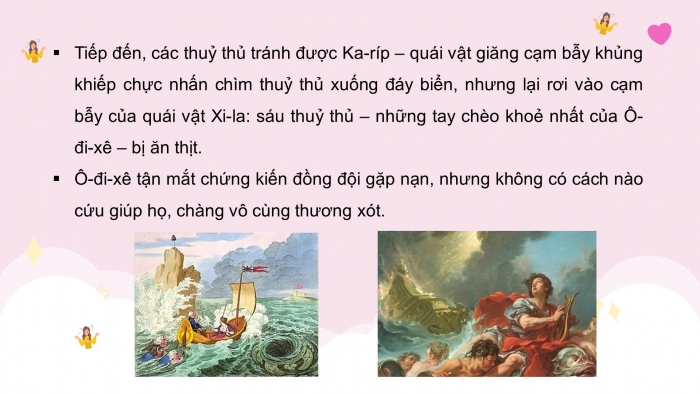 ▪ Tiếp đến, các thuỷ thủ tránh được Ka-ríp – quái vật giăng cạm bẫy khủng
khiếp chực nhấn chìm thuỷ thủ xuống đáy biển, nhưng lại rơi vào cạm
bẫy của quái vật Xi-la: sáu thuỷ thủ – những tay chèo khoẻ nhất của Ô-
đi-xê – bị ăn thịt.
▪ Ô-đi-xê tận mắt chứng kiến đồng đội gặp nạn, nhưng không có cách nào
cứu giúp họ, chàng vô cùng thương xót.